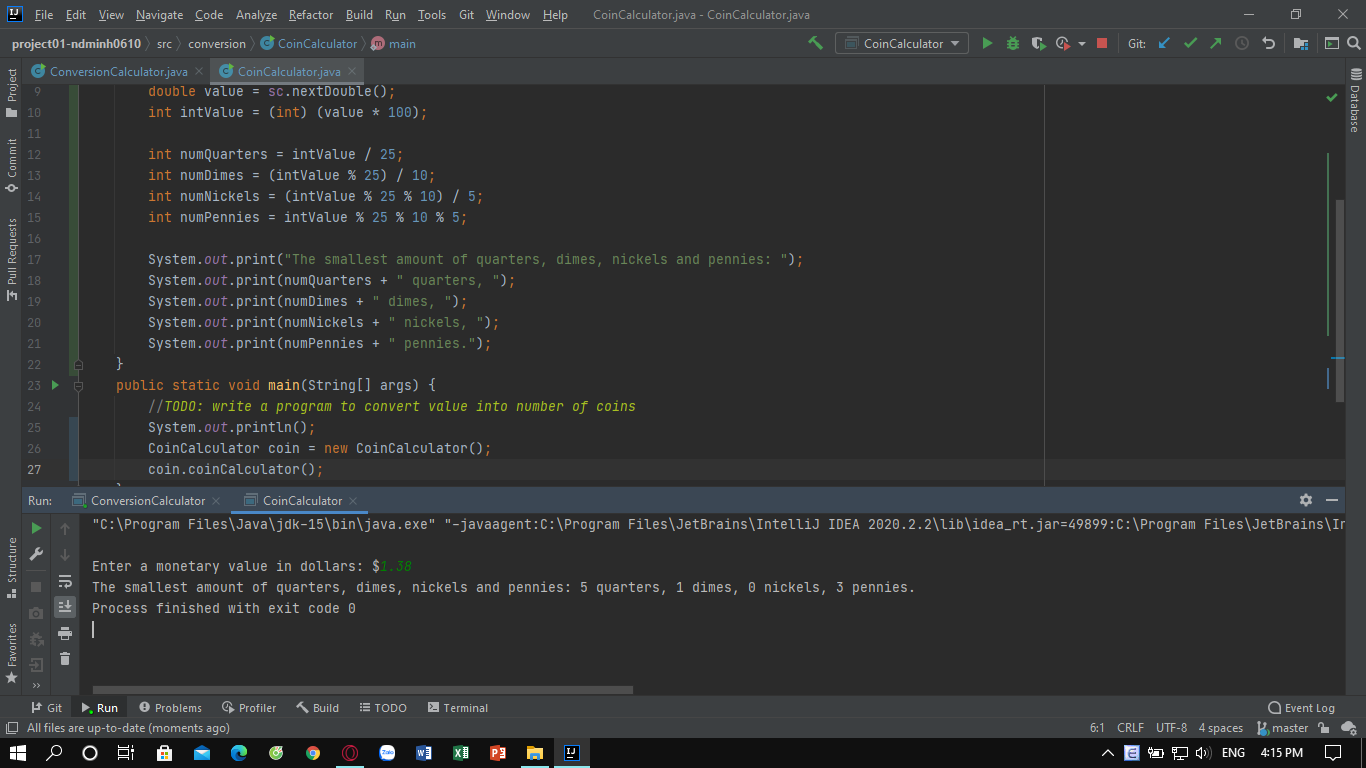 File Edit View Navigate Code Analyze Refactor Build Run Tools Git Window Help CoinCalculator.java - CoinCalculator.java
project01-ndminh0610 src conversion CoinCalculator main CoinCalculator Git:
ConversionCalculator.java CoinCalculator.java
Project
Commit
Pull Requests
Structure
Favorites
Database
9 double value = sc.nextDouble();
10 int intValue = (int) (value * 100);
11
12 int numQuarters = intValue / 25;
13 int numDimes = (intValue % 25) / 10;
14 int numNickels = (intValue % 25 % 10) / 5;
15 int numPennies = intValue % 25 % 10 % 5;
16
17 System.out.print("The smallest amount of quarters, dimes, nickels and pennies: ");
18 System.out.print(numQuarters + " quarters, ");
19 System.out.print(numDimes + " dimes, ");
20 System.out.print(numNickels + " nickels, ");
21 System.out.print(numPennies + " pennies.");
22 }
23 public static void main(String[] args) {
24 //TODO: write a program to convert value into number of coins
25 System.out.println();
26 CoinCalculator coin = new CoinCalculator();
27 coin.coinCalculator();
Run: ConversionCalculator CoinCalculator
"C:\Program Files\Java\jdk-15\bin\java.exe" "-javaagent:C:\Program Files\JetBrains\IntelliJ IDEA 2020.2.2\lib\idea_rt.jar=49899:C:\Program Files\JetBrains\In
Enter a monetary value in dollars: $1.38
The smallest amount of quarters, dimes, nickels and pennies: 5 quarters, 1 dimes, 0 nickels, 3 pennies.
Process finished with exit code 0
Git Run Problems Profiler Build TODO Terminal Event Log
All files are up-to-date (moments ago) 6:1 CRLF UTF-8 4 spaces master
ENG 4:15 PM